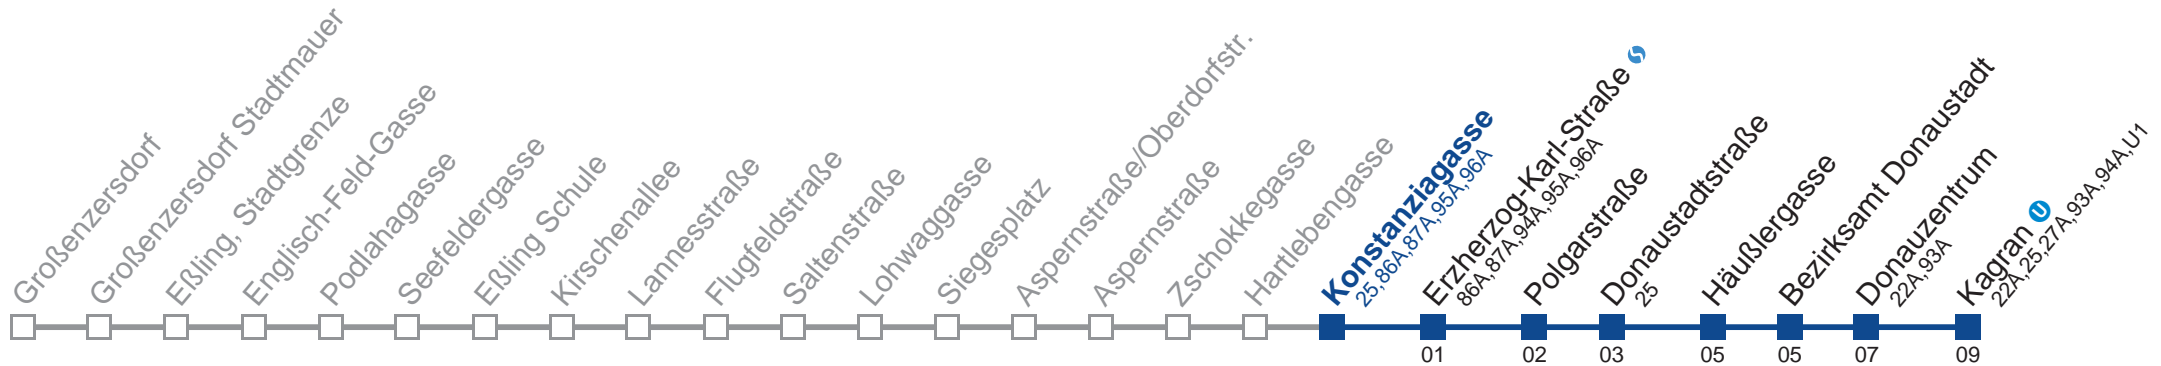 Großenzersdorf
Großenzersdorf Stadtmauer
Eßling, Stadtgrenze
Englisch-Feld-Gasse
Podlahagasse
Seefeldergasse
Eßling Schule
Kirschenallee
Lannesstraße
Flugfeldstraße
Saltenstraße
Lohwaggasse
Siegesplatz
Aspernstraße/Oberdorfstr.
Aspernstraße
Zschokkegasse
Hartlebengasse
Konstanziagasse
25,86A,87A,95A,96A
Erzherzog-Karl-Straße S
86A,87A,94A,95A,96A
Polgarstraße
Donaustadtstraße
25
Häußlergasse
Bezirksamt Donaustadt
Donauzentrum
22A,93A
Kagran U
22A,25,27A,93A,94A,U1
01
02
03
05
05
07
09